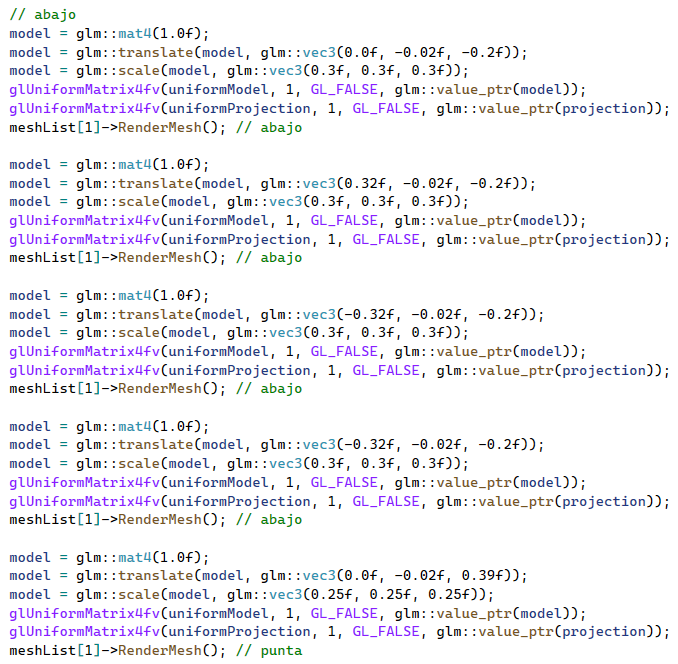 // abajo
model = glm::mat4(1.0f);
model = glm::translate(model, glm::vec3(0.0f, -0.02f, -0.2f));
model = glm::scale(model, glm::vec3(0.3f, 0.3f, 0.3f));
glUniformMatrix4fv(uniformModel, 1, GL_FALSE, glm::value_ptr(model));
glUniformMatrix4fv(uniformProjection, 1, GL_FALSE, glm::value_ptr(projection));
meshList[1]->RenderMesh(); // abajo

model = glm::mat4(1.0f);
model = glm::translate(model, glm::vec3(0.32f, -0.02f, -0.2f));
model = glm::scale(model, glm::vec3(0.3f, 0.3f, 0.3f));
glUniformMatrix4fv(uniformModel, 1, GL_FALSE, glm::value_ptr(model));
glUniformMatrix4fv(uniformProjection, 1, GL_FALSE, glm::value_ptr(projection));
meshList[1]->RenderMesh(); // abajo

model = glm::mat4(1.0f);
model = glm::translate(model, glm::vec3(-0.32f, -0.02f, -0.2f));
model = glm::scale(model, glm::vec3(0.3f, 0.3f, 0.3f));
glUniformMatrix4fv(uniformModel, 1, GL_FALSE, glm::value_ptr(model));
glUniformMatrix4fv(uniformProjection, 1, GL_FALSE, glm::value_ptr(projection));
meshList[1]->RenderMesh(); // abajo

model = glm::mat4(1.0f);
model = glm::translate(model, glm::vec3(-0.32f, -0.02f, -0.2f));
model = glm::scale(model, glm::vec3(0.3f, 0.3f, 0.3f));
glUniformMatrix4fv(uniformModel, 1, GL_FALSE, glm::value_ptr(model));
glUniformMatrix4fv(uniformProjection, 1, GL_FALSE, glm::value_ptr(projection));
meshList[1]->RenderMesh(); // abajo

model = glm::mat4(1.0f);
model = glm::translate(model, glm::vec3(0.0f, -0.02f, 0.39f));
model = glm::scale(model, glm::vec3(0.25f, 0.25f, 0.25f));
glUniformMatrix4fv(uniformModel, 1, GL_FALSE, glm::value_ptr(model));
glUniformMatrix4fv(uniformProjection, 1, GL_FALSE, glm::value_ptr(projection));
meshList[1]->RenderMesh(); // punta